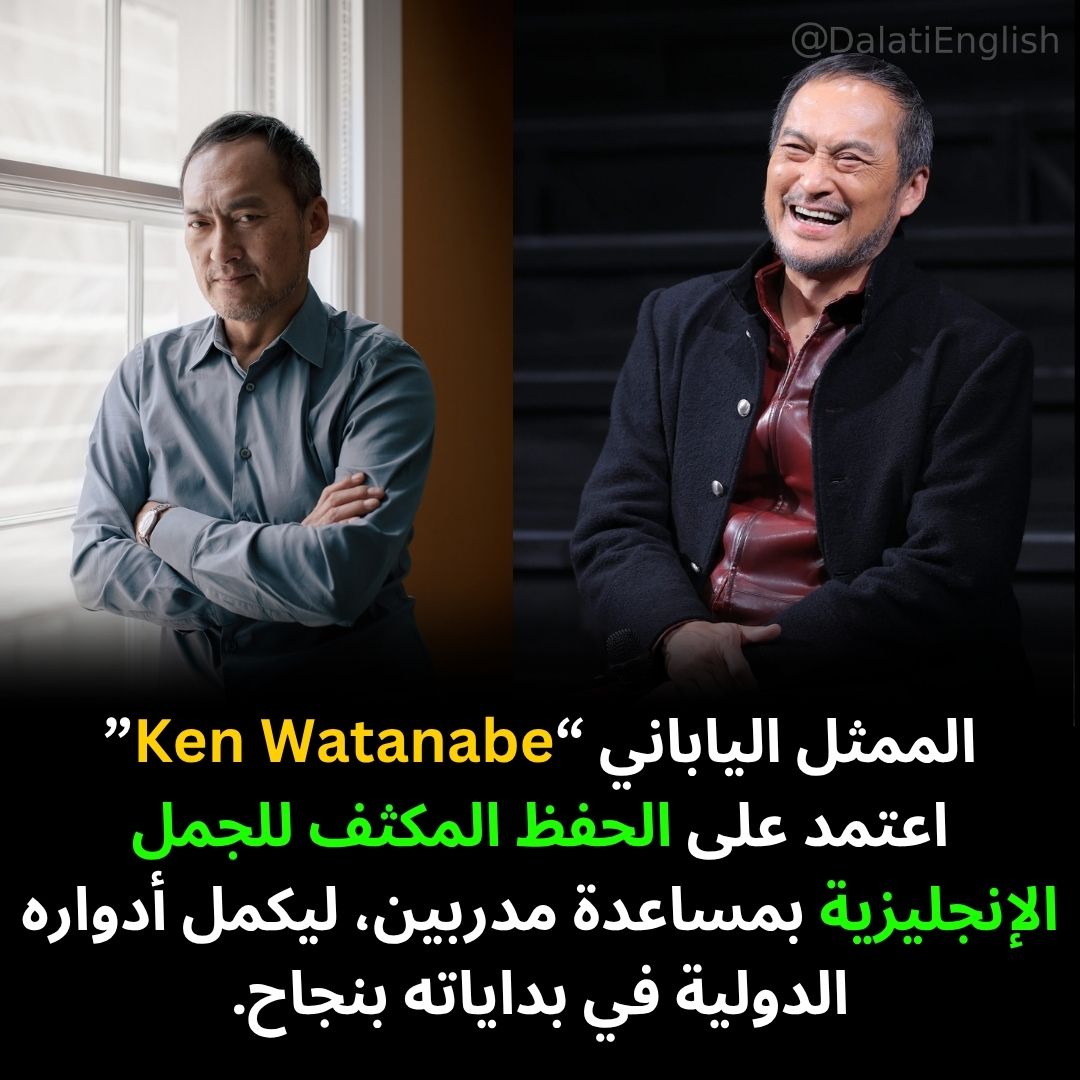 @DalatiEnglish
الممثل الياباني “Ken Watanabe”
اعتمد على الحفظ المكثف للجمل
الإنجليزية بمساعدة مدربين، ليكمل أدواره
الدولية في بداياته بنجاح.